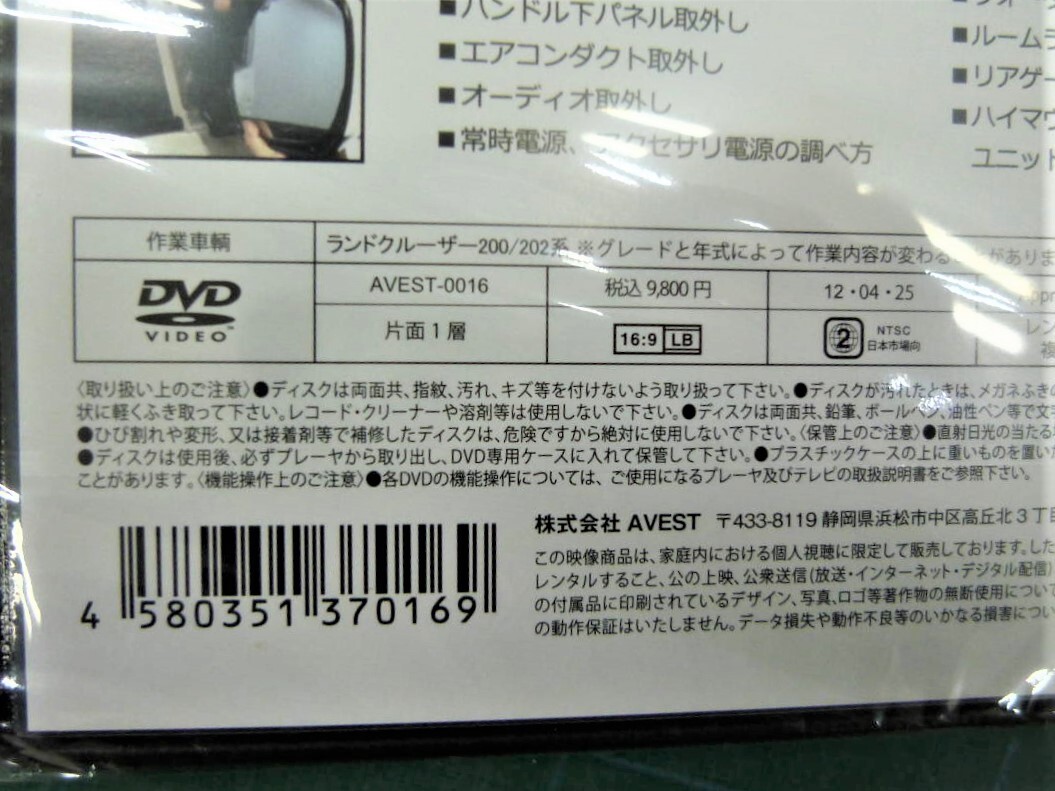 ■ハンドル下パネル取外し
■エアコンダクト取外し
■オーディオ取外し
■常時電源、アクセサリ電源の調べ方
■ルームラ
■リアゲー
■ハイマウ
ユニット
作業車輌
ランドクルーザー200/202系 ※グレードと年式によって作業内容が変わることがありま
DVD
VIDEO™
AVEST-0016
税込 9,800 円
12・04・25
片面 1 層
16:9 LB
2
NTSC
日本市場向
レン
複
〈取り扱い上のご注意〉●ディスクは両面共、指紋、汚れ、キズ等を付けないよう取り扱って下さい。●ディスクが汚れたときは、メガネふきの
状に軽くふき取って下さい。レコード・クリーナーや溶剤等は使用しないで下さい。●ディスクは両面共、鉛筆、ボールペン、油性ペン等で文字
●ひび割れや変形、又は接着剤等で補修したディスクは、危険ですから絶対に使用しないで下さい。〈保管上のご注意〉●直射日光の当たる
●ディスクは使用後、必ずプレーヤから取り出し、DVD専用ケースに入れて保管して下さい。●プラスチックケースの上に重いものを置いた
ことがあります。〈機能操作上のご注意〉●各DVDの機能操作については、ご使用になるプレーヤ及びテレビの取扱説明書をご参照下さい。
株式会社 AVEST 〒433-8119 静岡県浜松市中区高丘北3丁目
この映像商品は、家庭内における個人視聴に限定して販売しております。した
レンタルすること、公の上映、公衆送信(放送・インターネット・デジタル配信)
の付属品に印刷されているデザイン、写真、ロゴ等著作物の無断使用について
の動作保証はいたしません。データ損失や動作不良等のいかなる損害につい
4 580351 370169